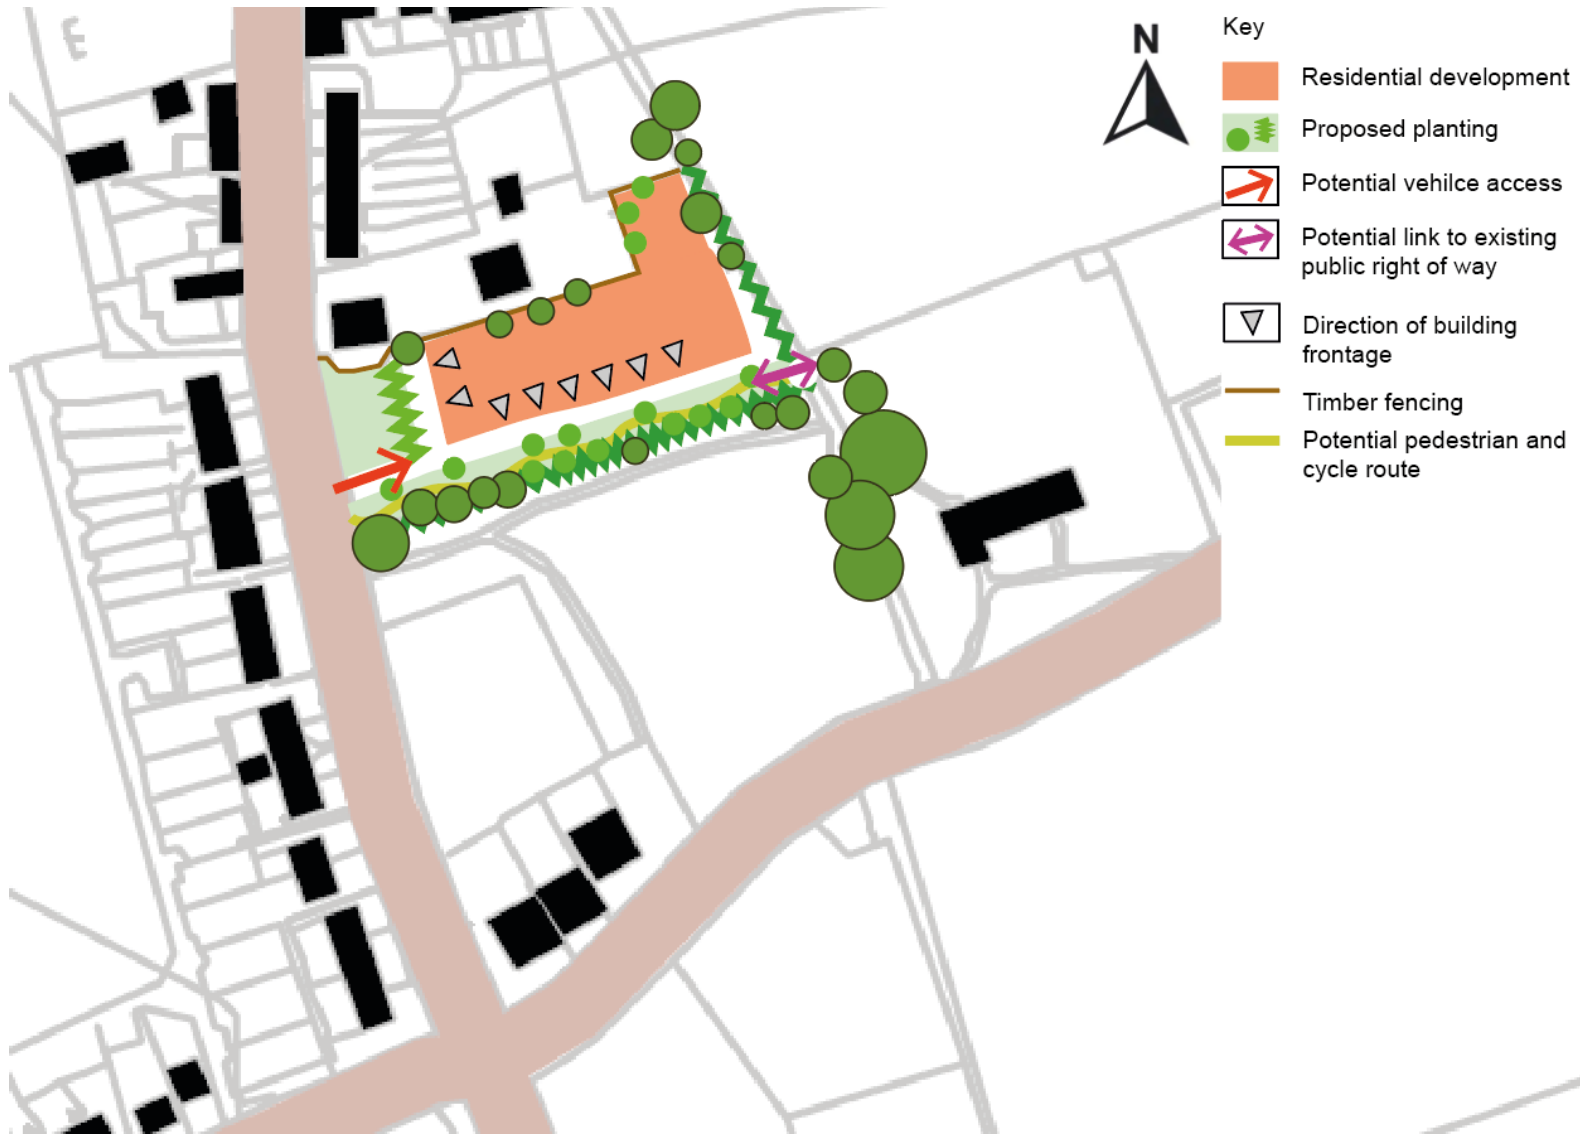 N
Key
Residential development
Proposed planting
Potential vehilce access
Potential link to existing
public right of way
Direction of building
frontage
Timber fencing
Potential pedestrian and
cycle route